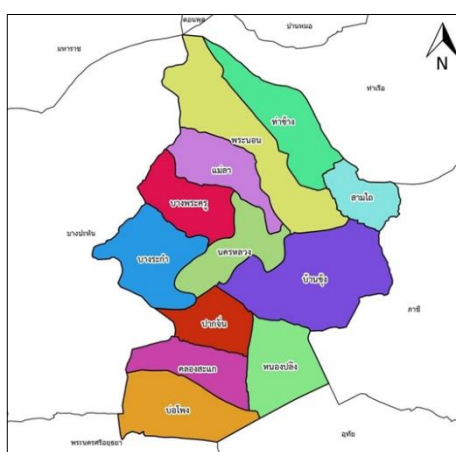 ดอนพุด
บ้านหมอ
มหาราช
N
ท่าเรือ
ท่าช้าง
พระนอน
แม่ลา
สามไถ
บางพระครู
บางปะหัน
นครหลวง
บางระกำ
บ้านชุ้ง
ภาชี
ปากจั่น
คลองสะแก
หนองปลิง
บ่อโพง
พระนครศรีอยุธยา
อุทัย